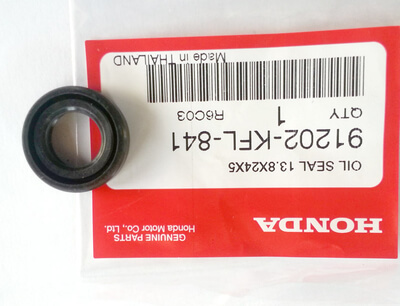 HONDA
GENUINE PARTS
Honda Motor Co., Ltd.
OIL SEAL 13.8X24X5
91202-KFL-841
QTY
1
R6C03
Made in THAILAND